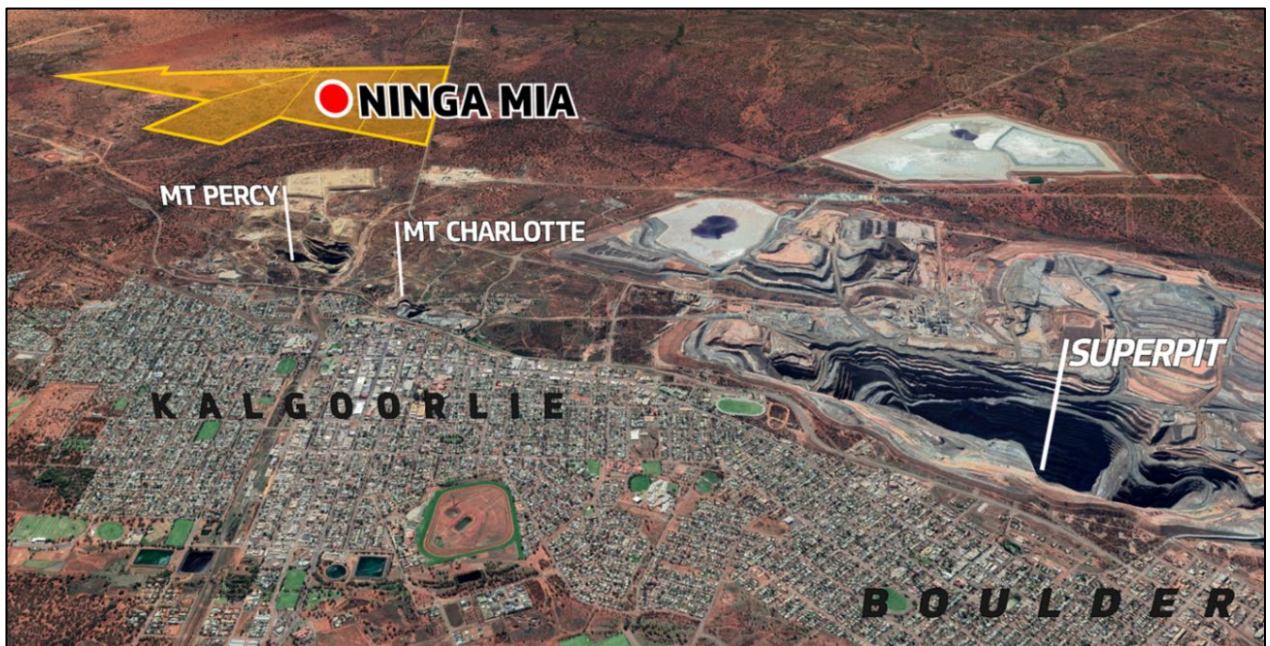 NINGA MIA
MT PERCY
MT CHARLOTTE
SUPERPIT
KALGOORLIE
BOULDER